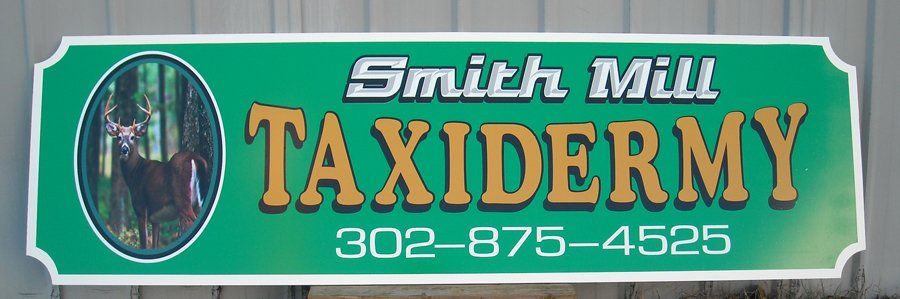 Smith Mill
TAXIDERMY
302-875-4525